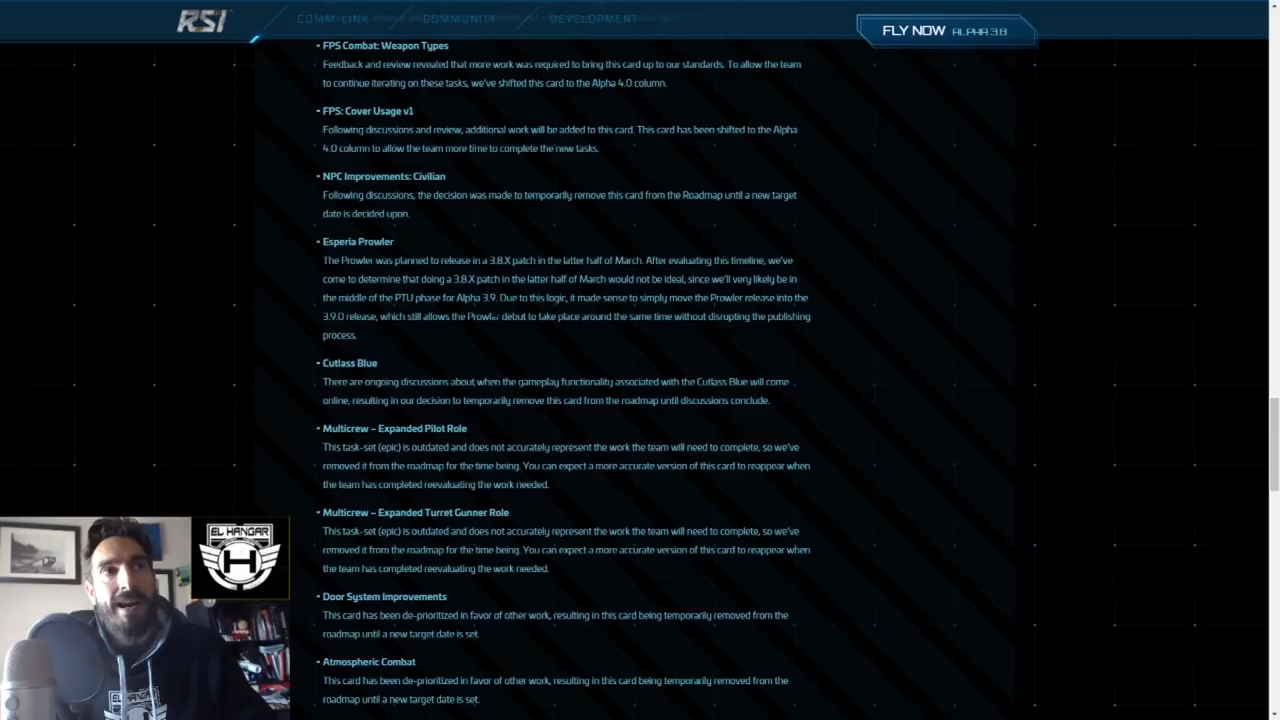 RSI
COMM-LINK
COMMUNITY
DEVELOPMENT
FLY NOW ALPHA 3.8
- FPS Combat: Weapon Types
Feedback and review revealed that more work was required to bring this card up to our standards. To allow the team
to continue iterating on these tasks, we've shifted this card to the Alpha 4.0 column.
- FPS: Cover Usage v1
Following discussions and review, additional work will be added to this card. This card has been shifted to the Alpha
4.0 column to allow the team more time to complete the new tasks.
- NPC Improvements: Civilian
Following discussions, the decision was made to temporarily remove this card from the Roadmap until a new target
date is decided upon.
- Esperia Prowler
The Prowler was planned to release in a 3.8.X patch in the latter half of March. After evaluating this timeline, we've
come to determine that doing a 3.8.X patch in the latter half of March would not be ideal, since we'll very likely be in
the middle of the PTU phase for Alpha 3.9. Due to this logic, it made sense to simply move the Prowler release into the
3.9.0 release, which still allows the Prowler debut to take place around the same time without disrupting the publishing
process.
- Cutlass Blue
There are ongoing discussions about when the gameplay functionality associated with the Cutlass Blue will come
online, resulting in our decision to temporarily remove this card from the roadmap until discussions conclude.
- Multicrew – Expanded Pilot Role
This task-set (epic) is outdated and does not accurately represent the work the team will need to complete, so we've
removed it from the roadmap for the time being. You can expect a more accurate version of this card to reappear when
the team has completed reevaluating the work needed.
- Multicrew – Expanded Turret Gunner Role
This task-set (epic) is outdated and does not accurately represent the work the team will need to complete, so we've
removed it from the roadmap for the time being. You can expect a more accurate version of this card to reappear when
the team has completed reevaluating the work needed.
- Door System Improvements
This card has been de-prioritized in favor of other work, resulting in this card being temporarily removed from the
roadmap until a new target date is set.
- Atmospheric Combat
This card has been de-prioritized in favor of other work, resulting in this card being temporarily removed from the
roadmap until a new target date is set.
EL HANGAR
H
EL HANGAR